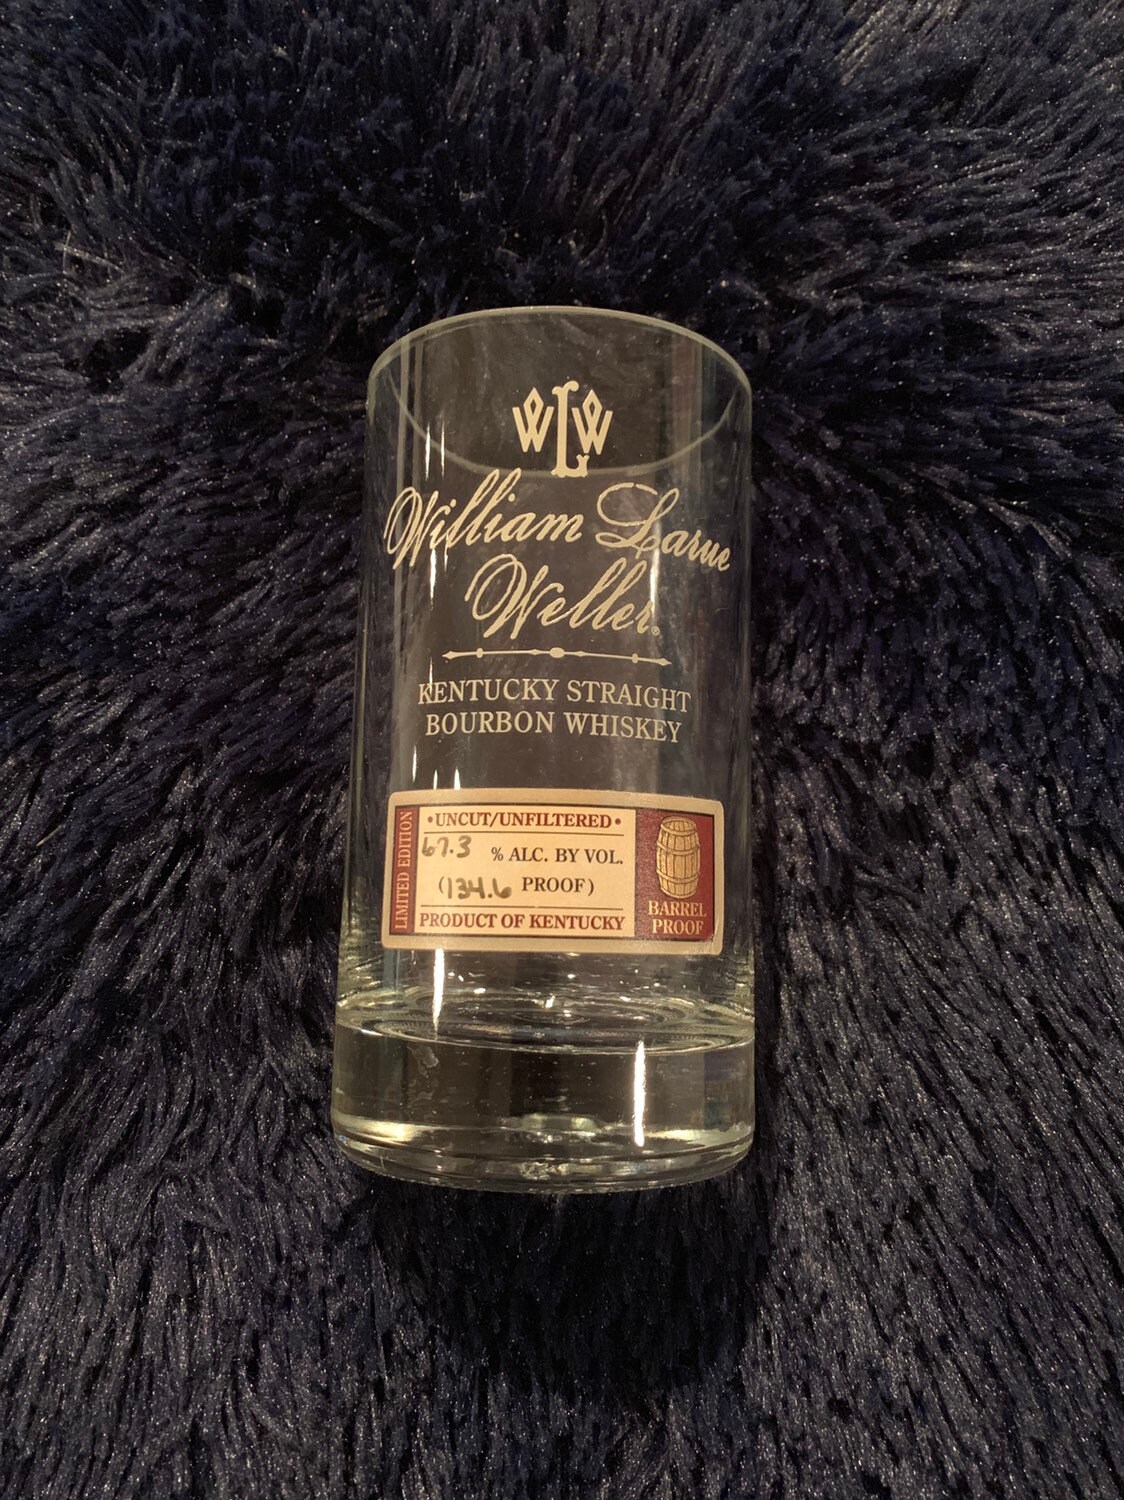 WLW
William Larue
Weller®
KENTUCKY STRAIGHT
BOURBON WHISKEY
LIMITED EDITION
• UNCUT/UNFILTERED •
67.3 % ALC. BY VOL.
(134.6 PROOF)
PRODUCT OF KENTUCKY
BARREL
PROOF